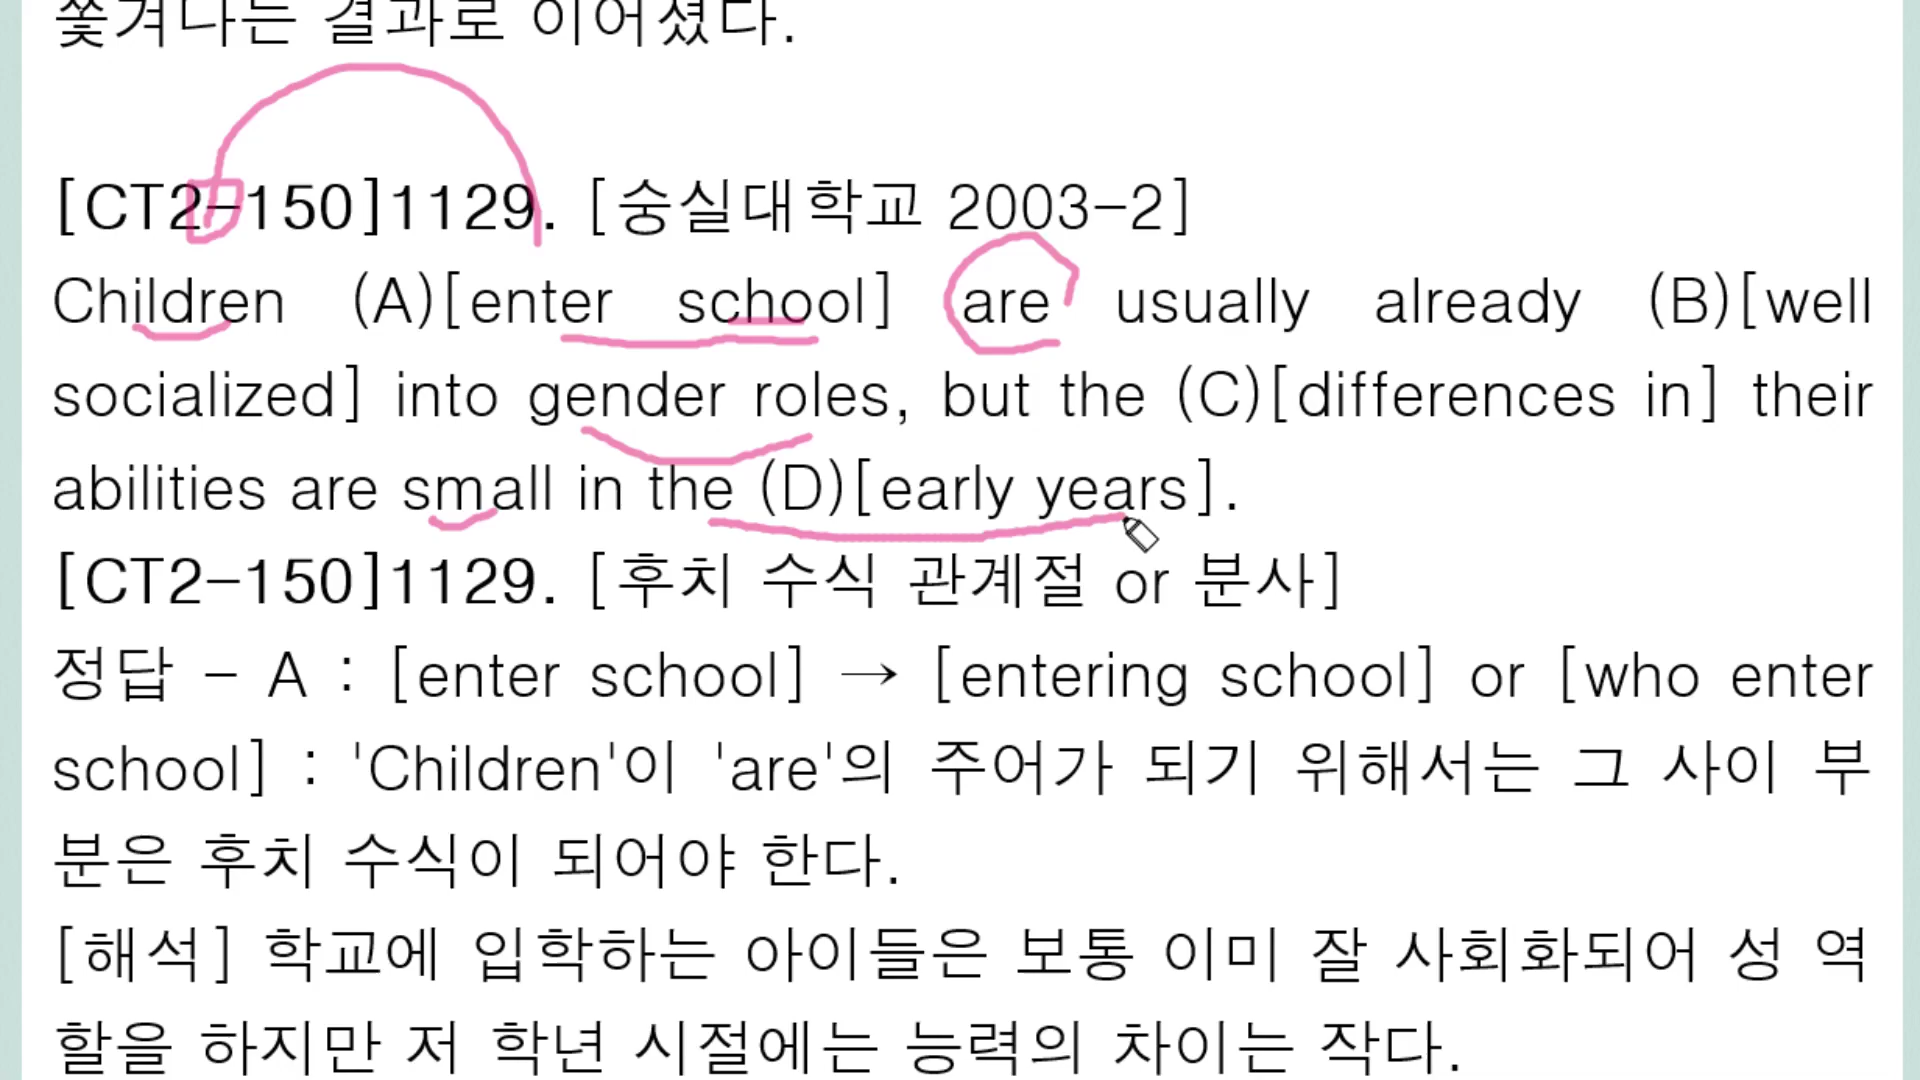 쫓겨나는 결과로 이어졌다.
[CT2-150]1129. [숭실대학교 2003-2]
Children (A)[enter school] are usually already (B)[well
socialized] into gender roles, but the (C)[differences in] their
abilities are small in the (D)[early years].
[CT2-150]1129. [후치 수식 관계절 or 분사]
정답 - A : [enter school] → [entering school] or [who enter
school] : 'Children'이 'are'의 주어가 되기 위해서는 그 사이 부
분은 후치 수식이 되어야 한다.
[해석] 학교에 입학하는 아이들은 보통 이미 잘 사회화되어 성 역
할을 하지만 저 학년 시절에는 능력의 차이는 작다.